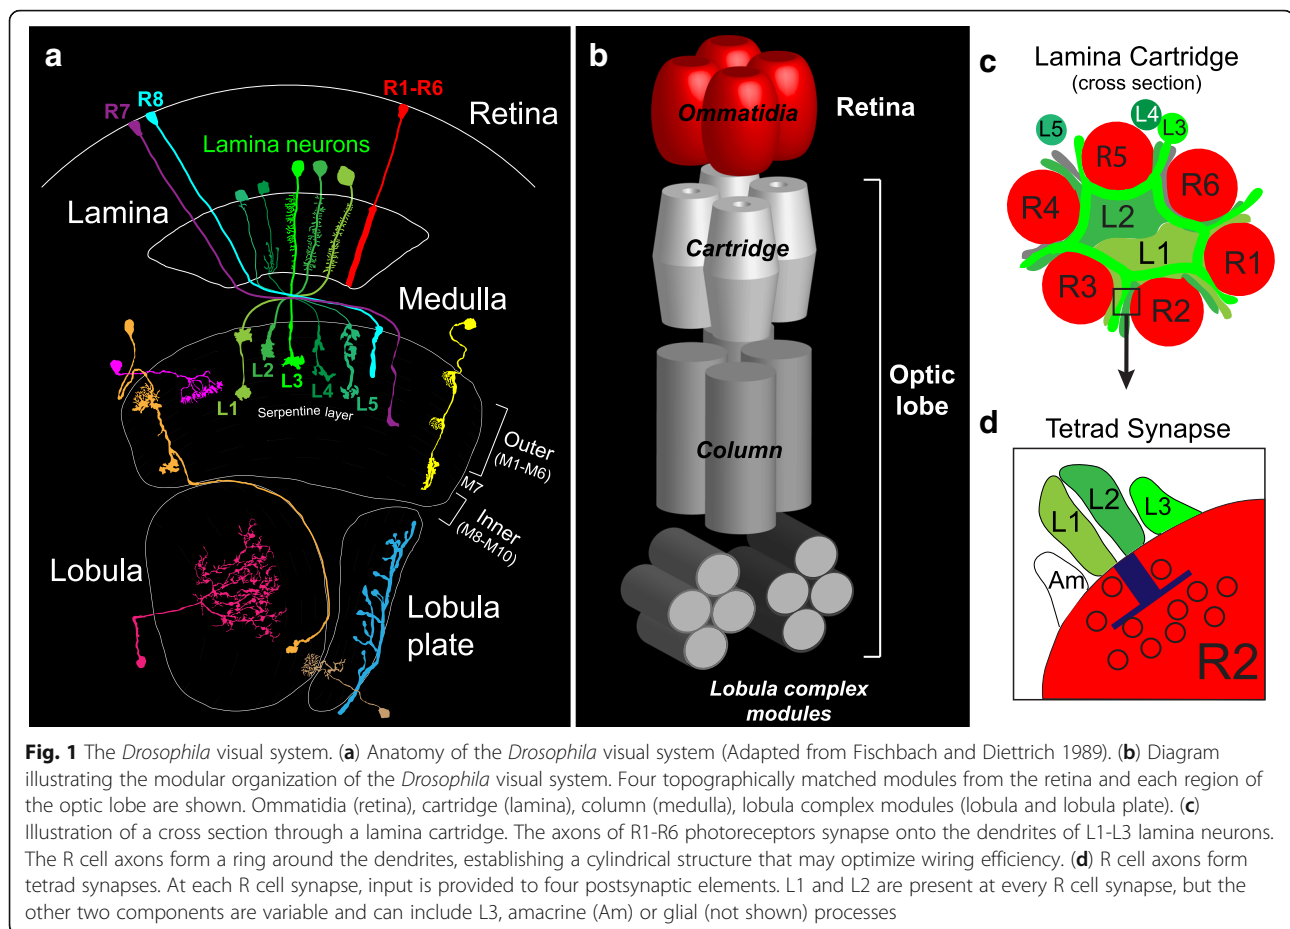 a
R7
R8
R1-R6
Retina
Lamina neurons
Lamina
Medulla
L1
L2
L3
L4
L5
Serpentine layer
Outer
(M1-M6)
M7
Inner
(M8-M10)
Lobula
Lobula
plate
b
Ommatidia
Retina
Cartridge
Optic
lobe
Column
Lobula complex
modules
c
Lamina Cartridge
(cross section)
L5
L4
L3
R5
R6
R4
L2
L1
R1
R3
R2
d
Tetrad Synapse
L1
L2
L3
Am
R2
Fig. 1 The Drosophila visual system. (a) Anatomy of the Drosophila visual system (Adapted from Fischbach and Diettrich 1989). (b) Diagram
illustrating the modular organization of the Drosophila visual system. Four topographically matched modules from the retina and each region of
the optic lobe are shown. Ommatidia (retina), cartridge (lamina), column (medulla), lobula complex modules (lobula and lobula plate). (c)
Illustration of a cross section through a lamina cartridge. The axons of R1-R6 photoreceptors synapse onto the dendrites of L1-L3 lamina neurons.
The R cell axons form a ring around the dendrites, establishing a cylindrical structure that may optimize wiring efficiency. (d) R cell axons form
tetrad synapses. At each R cell synapse, input is provided to four postsynaptic elements. L1 and L2 are present at every R cell synapse, but the
other two components are variable and can include L3, amacrine (Am) or glial (not shown) processes